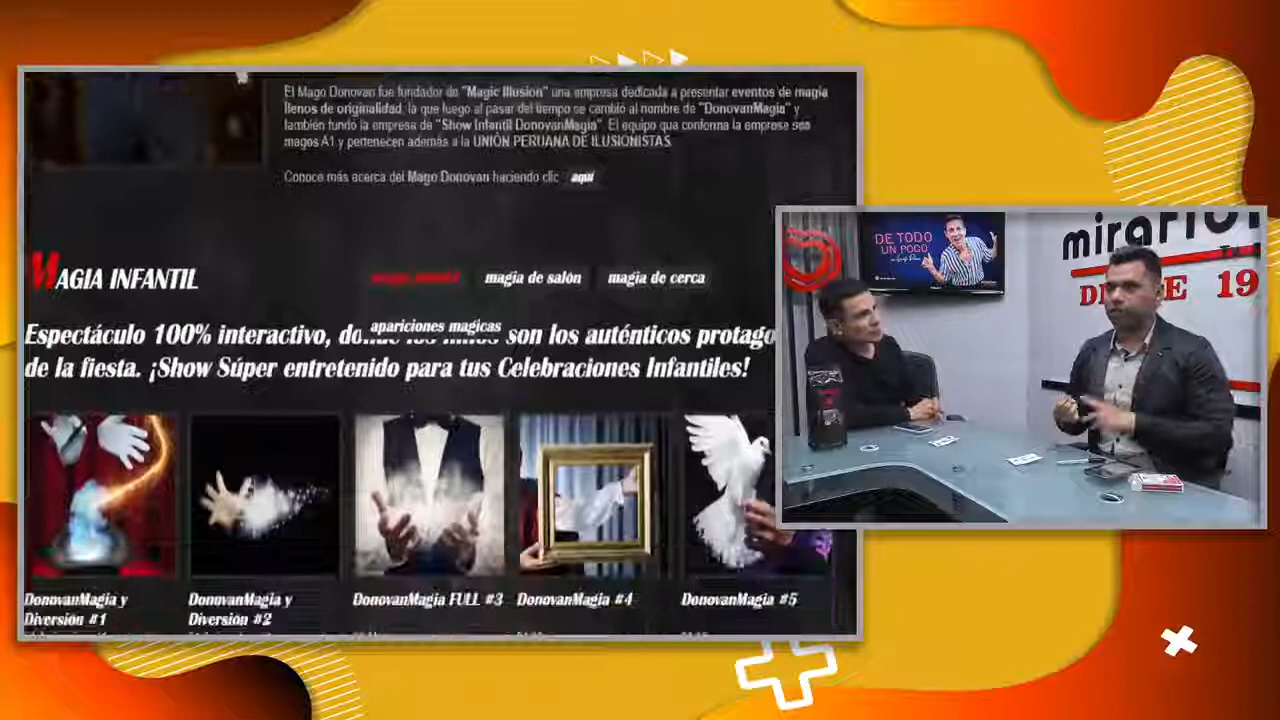 El Mago Donovan fue fundador de "Magic Illusion" una empresa dedicada a presentar eventos de magia
llenos de originalidad, la que luego al pasar del tiempo se cambió al nombre de "DonovanMagia" y
también fundó la empresa de "Show Infantil DonovanMagia". El equipo que conforma la empresa son
magos A1 y pertenecen además a la UNIÓN PERUANA DE ILUSIONISTAS.
Conoce más acerca del Mago Donovan haciendo clic aquí
MAGIA INFANTIL
magia infantil magia de salón magia de cerca
apariciones magicas
Espectáculo 100% interactivo, donde los niños son los auténticos protago
de la fiesta. ¡Show Súper entretenido para tus Celebraciones Infantiles!
DonovanMagia y
Diversión #1
DonovanMagia y
Diversión #2
DonovanMagia FULL #3
DonovanMagia #4
DonovanMagia #5
DE TODO
UN POCO
miraflor
DE 19